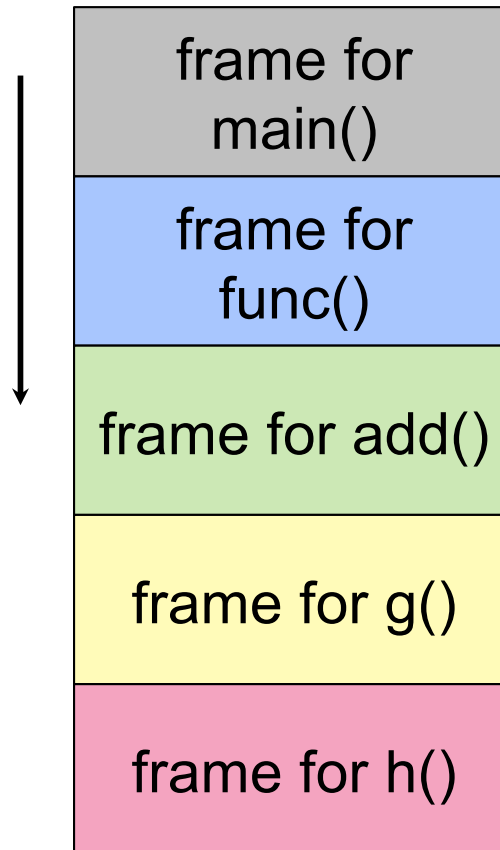 frame for
main()
frame for
func()
frame for add()
frame for g()
frame for h()